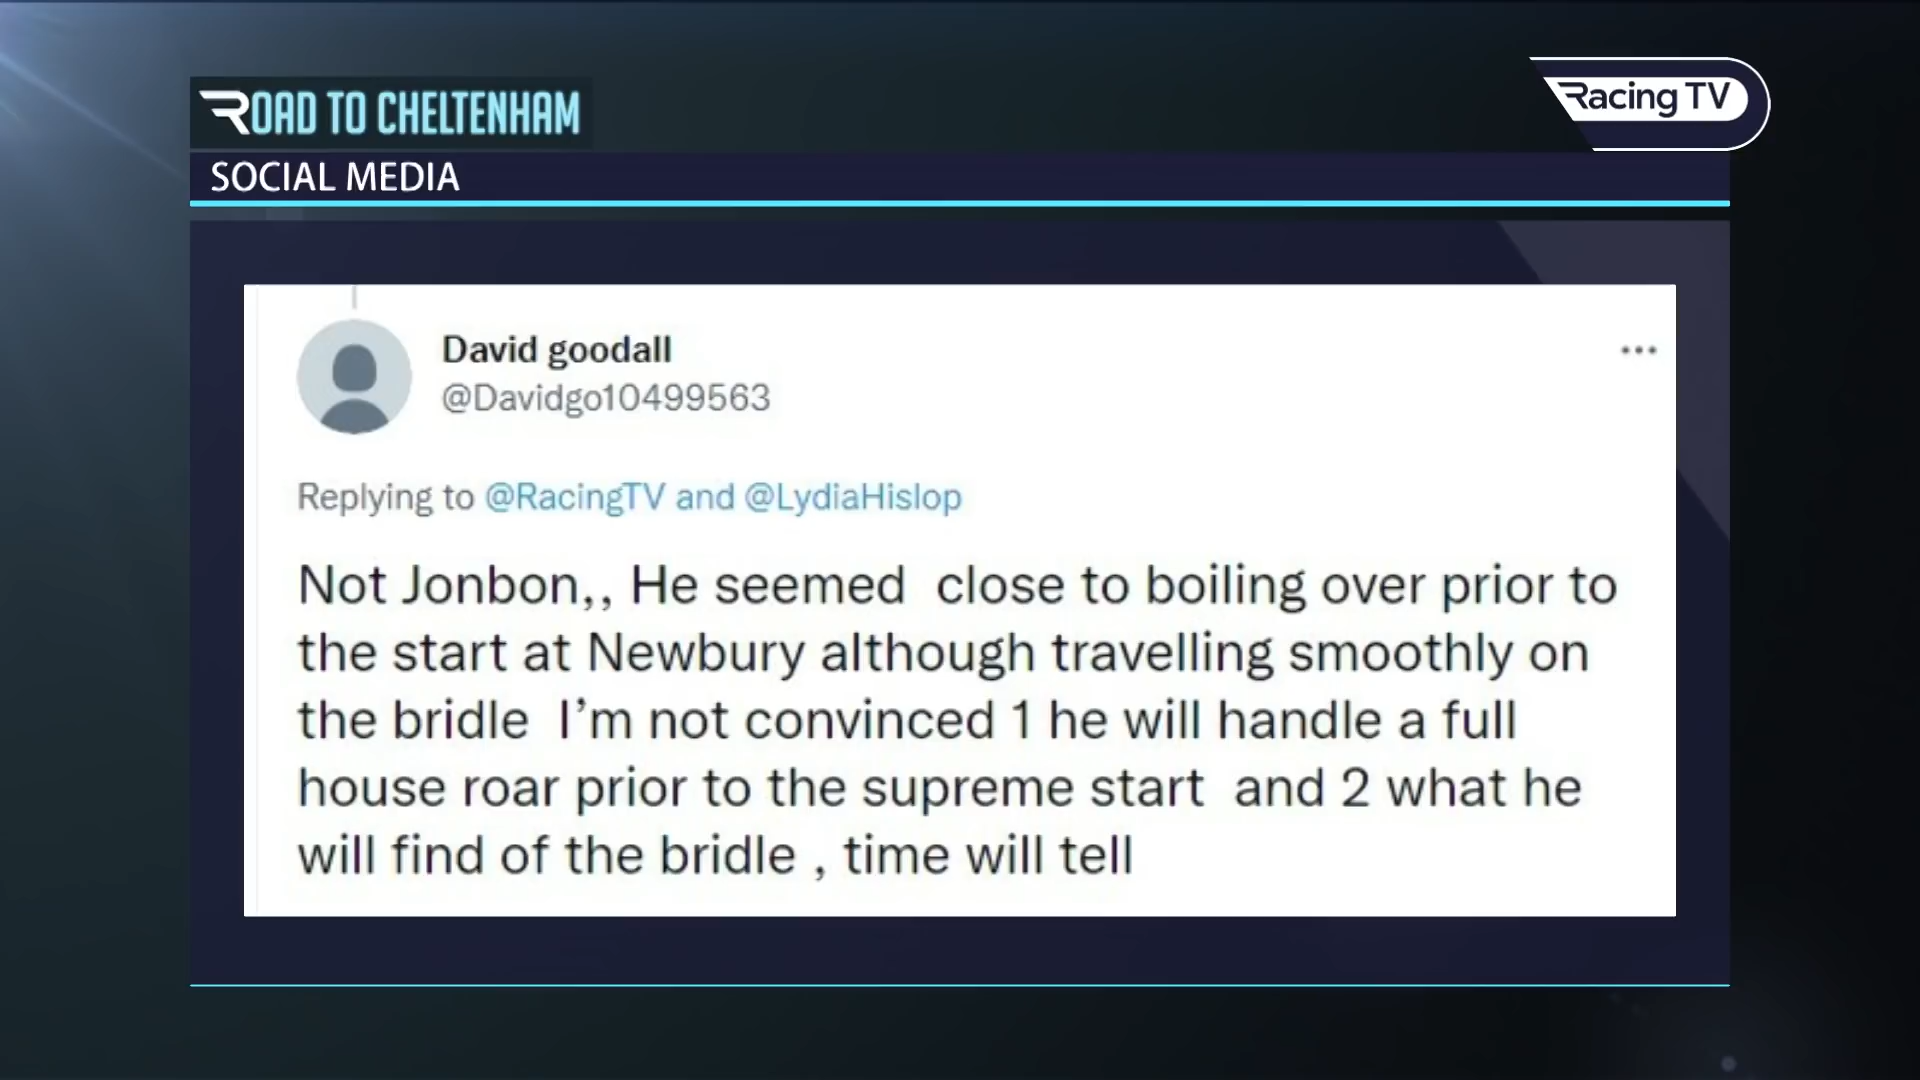 ROAD TO CHELTENHAM
Racing TV
SOCIAL MEDIA
David goodall
@Davidgo10499563
Replying to @RacingTV and @LydiaHislop
Not Jonbon,, He seemed  close to boiling over prior to
the start at Newbury although travelling smoothly on
the bridle  I’m not convinced 1 he will handle a full
house roar prior to the supreme start  and 2 what he
will find of the bridle , time will tell